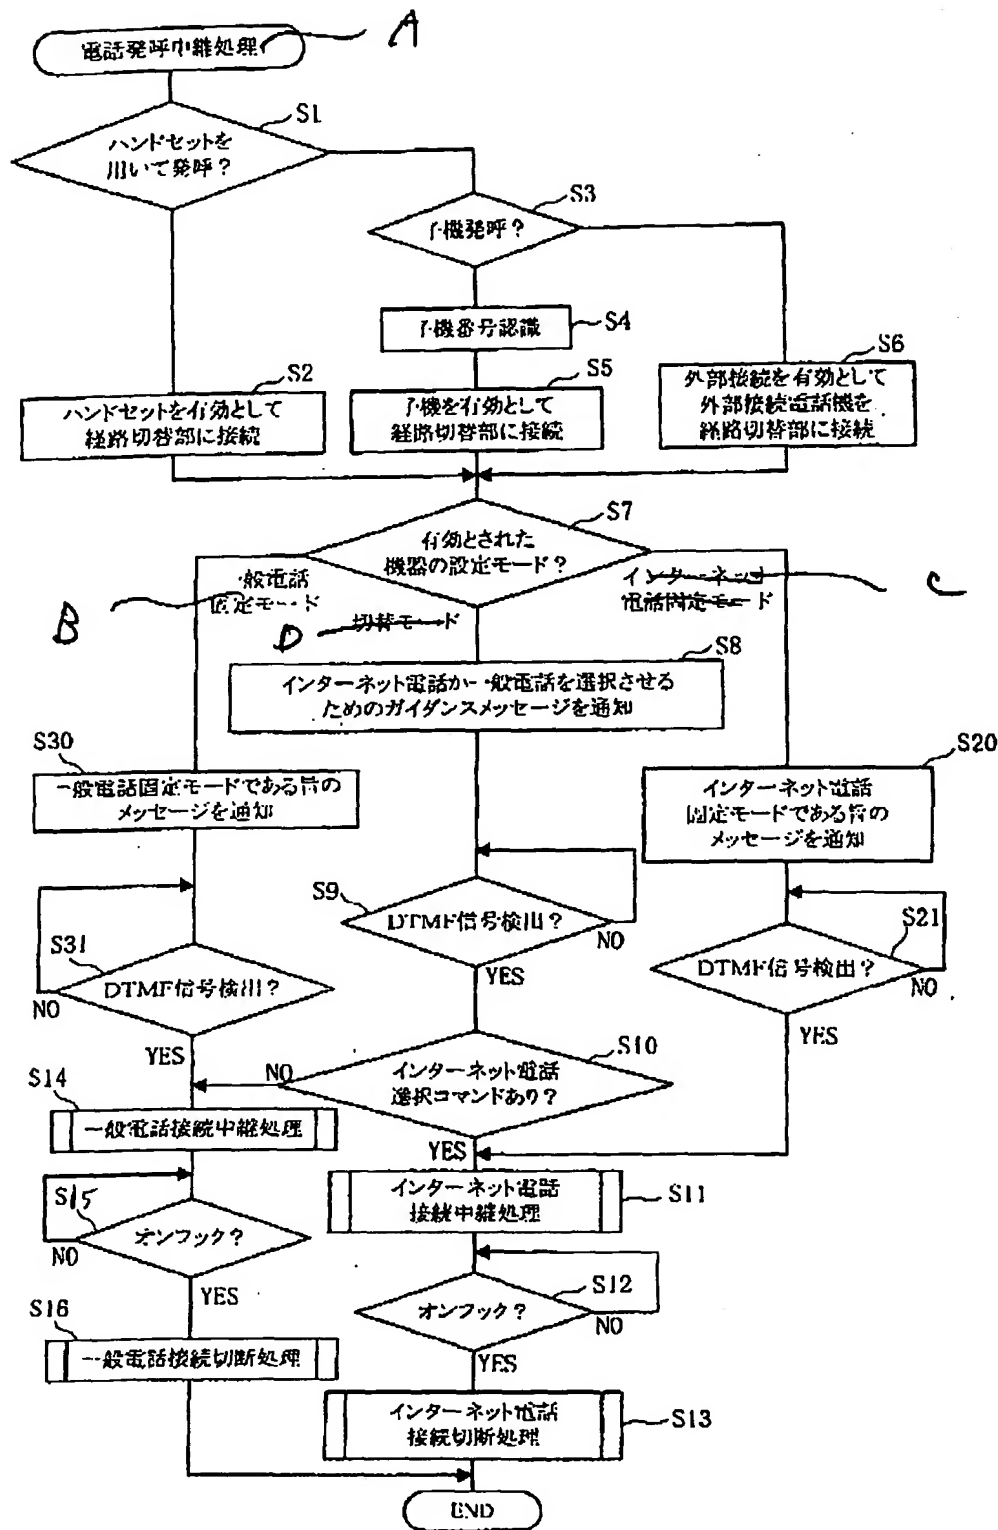 電話発呼中継処理
A
S1
ハンドセットを
用いて発呼?
S3
子機発呼?
子機番号認識
S4
S2
ハンドセットを有効として
経路切替部に接続
S5
子機を有効として
経路切替部に接続
S6
外部接続を有効として
外部接続電話機を
経路切替部に接続
S7
有効とされた
機器の設定モード?
一般電話
固定モード
B
D
切替モード
インターネット
電話固定モード
C
S8
インターネット電話か一般電話を選択させる
ためのガイダンスメッセージを通知
S30
一般電話固定モードである旨の
メッセージを通知
S20
インターネット電話
固定モードである旨の
メッセージを通知
S9
DTMF信号検出?
NO
YES
S21
DTMF信号検出?
NO
YES
S31
DTMF信号検出?
NO
YES
S10
インターネット電話
選択コマンドあり?
NO
YES
S14
一般電話接続中継処理
S11
インターネット電話
接続中継処理
S15
オンフック?
NO
YES
S12
オンフック?
NO
YES
S16
一般電話接続切断処理
S13
インターネット電話
接続切断処理
END